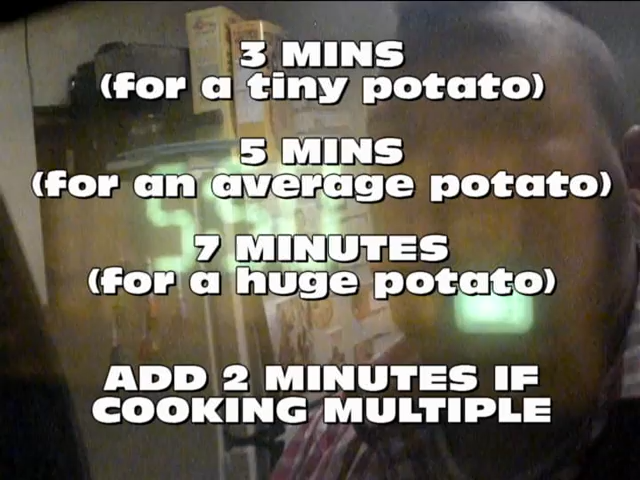 3 MINS
(for a tiny potato)
5 MINS
(for an average potato)
7 MINUTES
(for a huge potato)
ADD 2 MINUTES IF
COOKING MULTIPLE